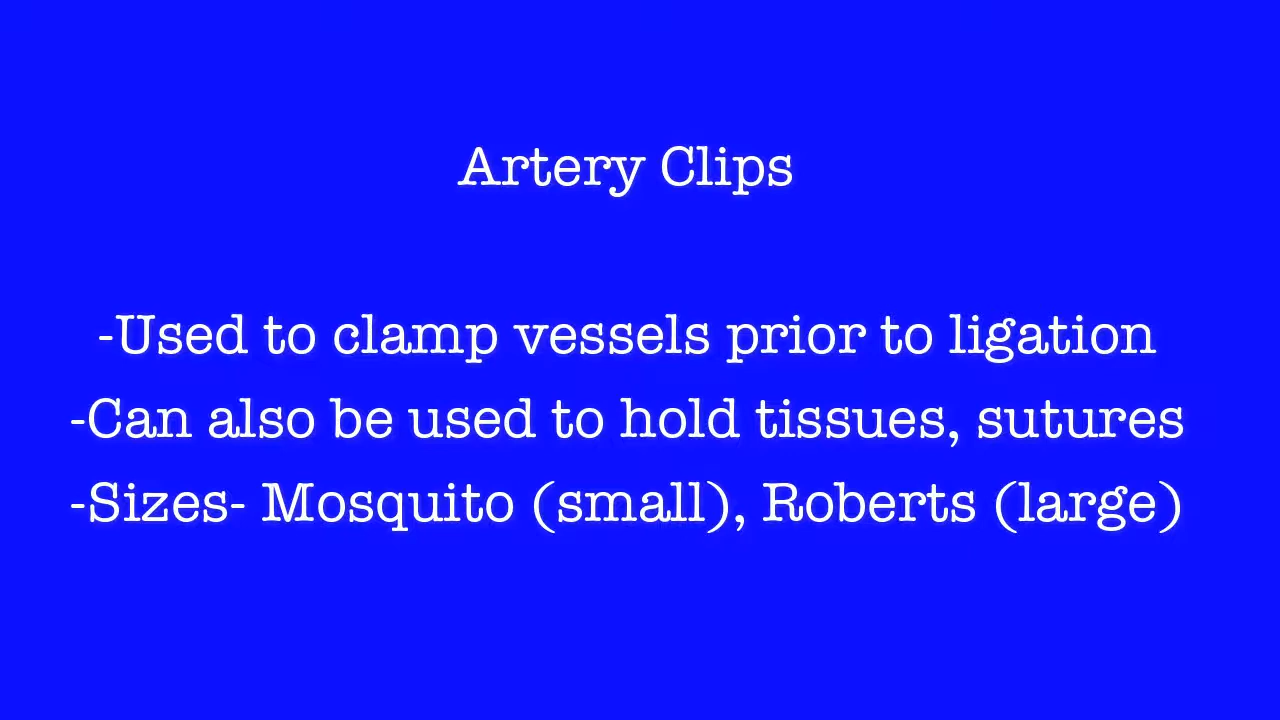 Artery Clips
-Used to clamp vessels prior to ligation
-Can also be used to hold tissues, sutures
-Sizes- Mosquito (small), Roberts (large)